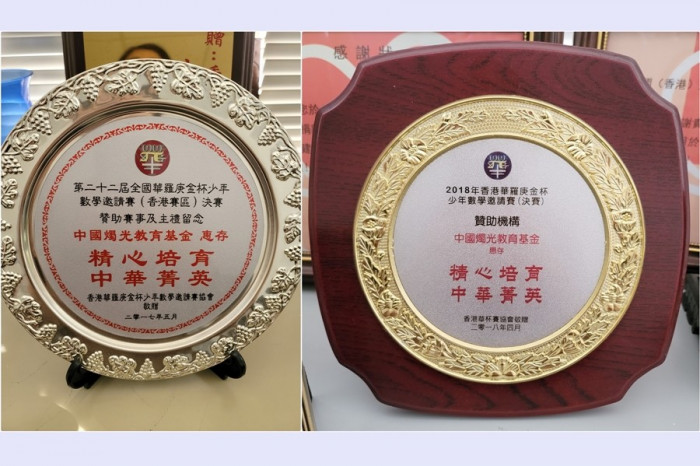 贈：
第二十二屆全國華羅庚金杯少年
數學邀請賽（香港賽區）決賽
贊助賽事及主禮留念
中國燭光教育基金 惠存
精心培育
中華菁英
香港華羅庚金杯少年數學邀請賽協會
敬贈
二零一七年五月
感謝狀
（香港）
2018年香港華羅庚金杯
少年數學邀請賽（決賽）
贊助機構
中國燭光教育基金
惠存
精心培育
中華菁英
香港華杯賽協會敬贈
二零一八年四月